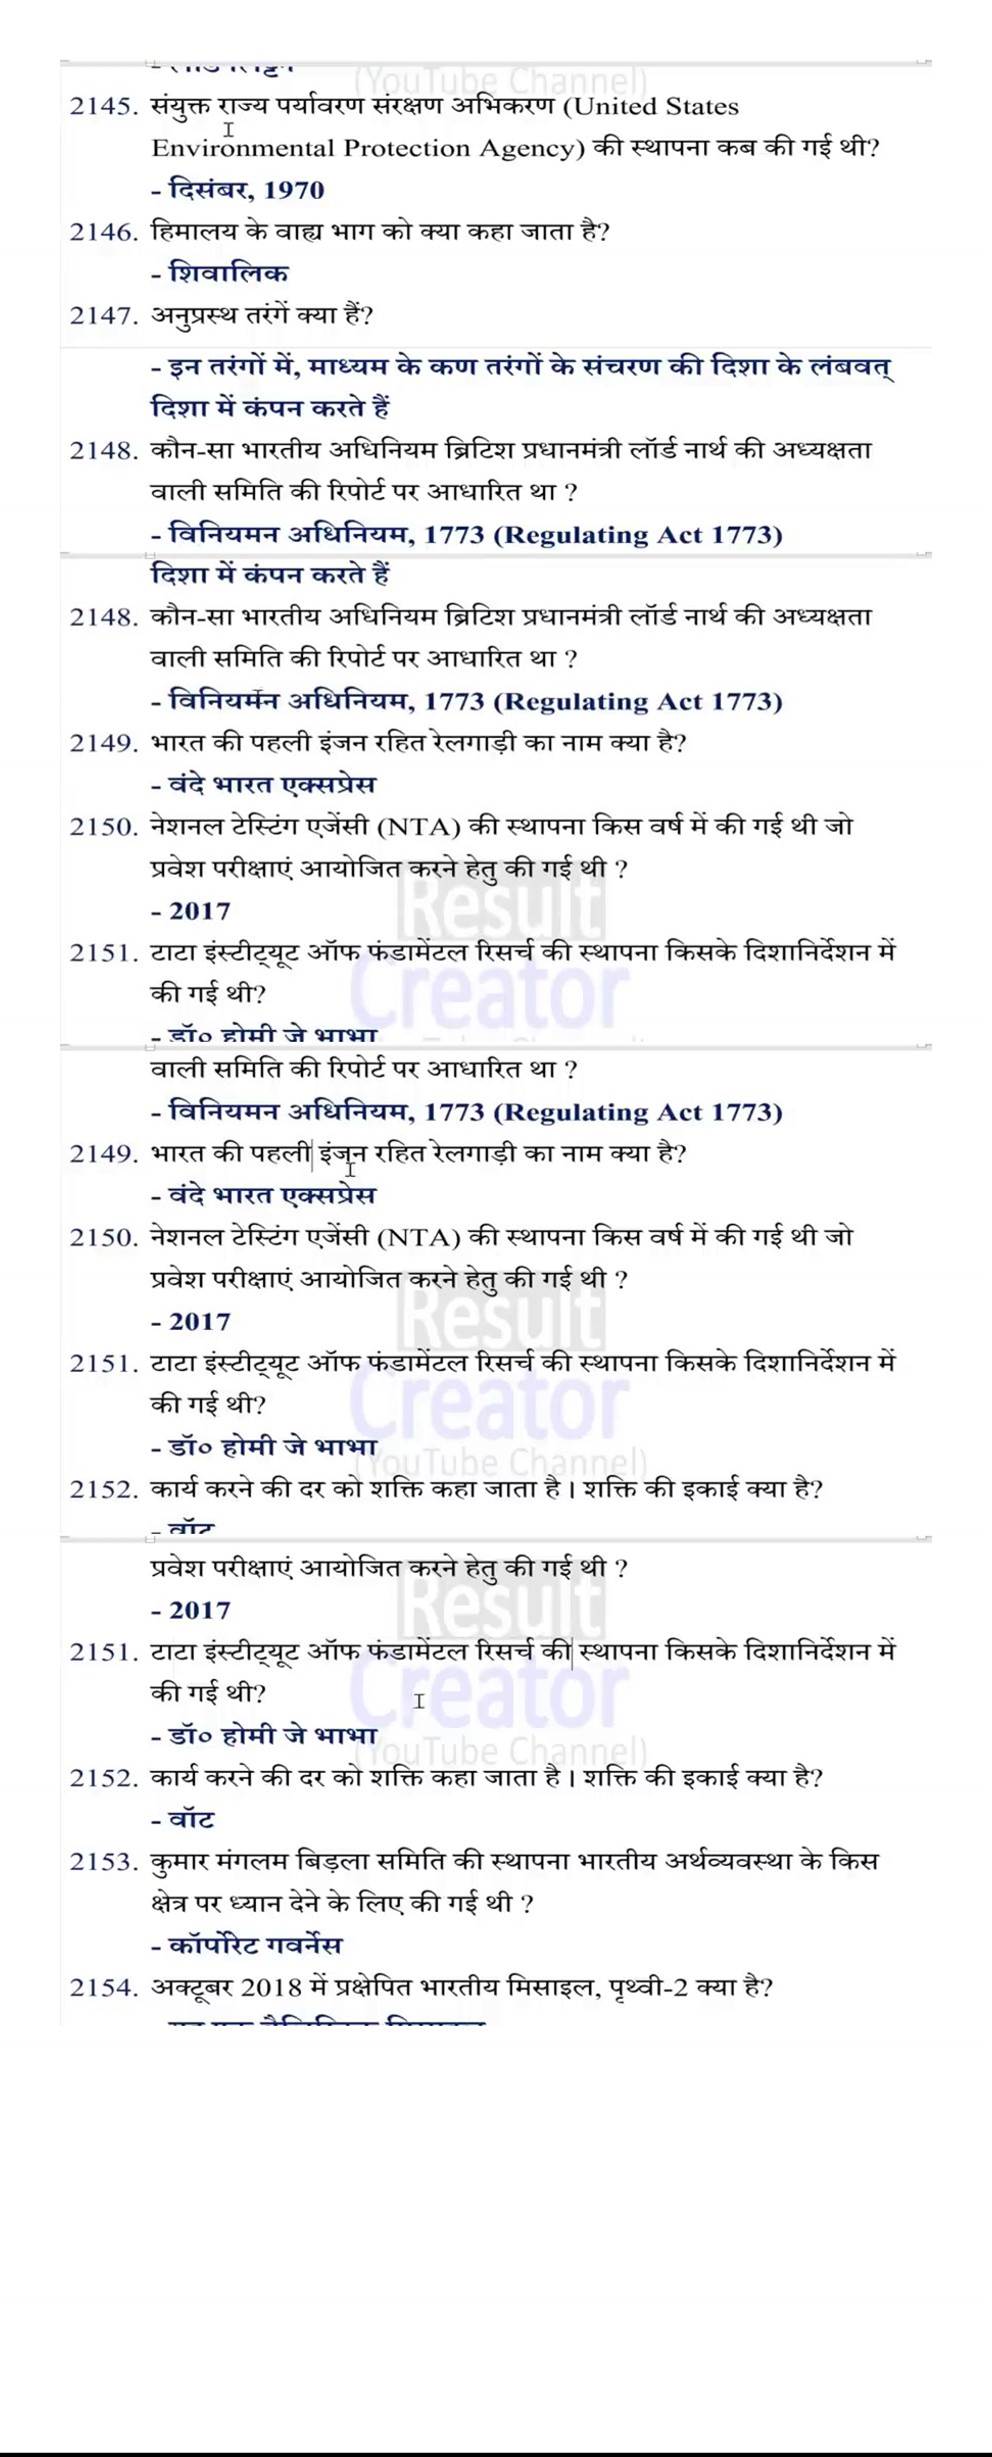 (YouTube Channel)
2145. संयुक्त राज्य पर्यावरण संरक्षण अभिकरण (United States
Environmental Protection Agency) की स्थापना कब की गई थी?
- दिसंबर, 1970
2146. हिमालय के वाह्य भाग को क्या कहा जाता है?
- शिवालिक
2147. अनुप्रस्थ तरंगें क्या हैं?
- इन तरंगों में, माध्यम के कण तरंगों के संचरण की दिशा के लंबवत्
दिशा में कंपन करते हैं
2148. कौन-सा भारतीय अधिनियम ब्रिटिश प्रधानमंत्री लॉर्ड नार्थ की अध्यक्षता
वाली समिति की रिपोर्ट पर आधारित था ?
- विनियमन अधिनियम, 1773 (Regulating Act 1773)
दिशा में कंपन करते हैं
2148. कौन-सा भारतीय अधिनियम ब्रिटिश प्रधानमंत्री लॉर्ड नार्थ की अध्यक्षता
वाली समिति की रिपोर्ट पर आधारित था ?
- विनियमन अधिनियम, 1773 (Regulating Act 1773)
2149. भारत की पहली इंजन रहित रेलगाड़ी का नाम क्या है?
- वंदे भारत एक्सप्रेस
2150. नेशनल टेस्टिंग एजेंसी (NTA) की स्थापना किस वर्ष में की गई थी जो
प्रवेश परीक्षाएं आयोजित करने हेतु की गई थी ?
Result
- 2017
2151. टाटा इंस्टीट्यूट ऑफ फंडामेंटल रिसर्च की स्थापना किसके दिशानिर्देशन में
की गई थी?
Creator
- डॉ० होमी जे भाभा
वाली समिति की रिपोर्ट पर आधारित था ?
- विनियमन अधिनियम, 1773 (Regulating Act 1773)
2149. भारत की पहली इंजन रहित रेलगाड़ी का नाम क्या है?
- वंदे भारत एक्सप्रेस
2150. नेशनल टेस्टिंग एजेंसी (NTA) की स्थापना किस वर्ष में की गई थी जो
प्रवेश परीक्षाएं आयोजित करने हेतु की गई थी ?
Result
- 2017
2151. टाटा इंस्टीट्यूट ऑफ फंडामेंटल रिसर्च की स्थापना किसके दिशानिर्देशन में
की गई थी?
Creator
- डॉ० होमी जे भाभा
(YouTube Channel)
2152. कार्य करने की दर को शक्ति कहा जाता है। शक्ति की इकाई क्या है?
- वॉट
प्रवेश परीक्षाएं आयोजित करने हेतु की गई थी ?
Result
- 2017
2151. टाटा इंस्टीट्यूट ऑफ फंडामेंटल रिसर्च की स्थापना किसके दिशानिर्देशन में
की गई थी?
Creator
- डॉ० होमी जे भाभा
(YouTube Channel)
2152. कार्य करने की दर को शक्ति कहा जाता है। शक्ति की इकाई क्या है?
- वॉट
2153. कुमार मंगलम बिड़ला समिति की स्थापना भारतीय अर्थव्यवस्था के किस
क्षेत्र पर ध्यान देने के लिए की गई थी ?
- कॉर्पोरेट गवर्नेस
2154. अक्टूबर 2018 में प्रक्षेपित भारतीय मिसाइल, पृथ्वी-2 क्या है?